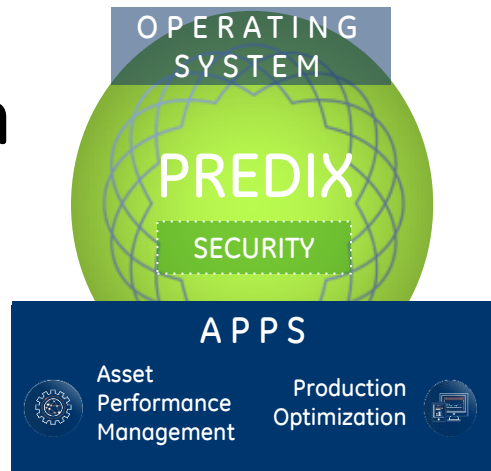 OPERATING
SYSTEM
PREDIX
SECURITY
APPS
Asset
Performance
Management
Production
Optimization